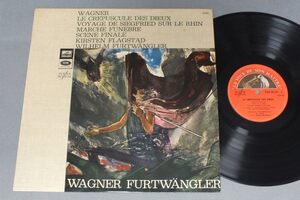 WAGNER
LE CRÉPUSCULE DES DIEUX
VOYAGE DE SIEGFRIED SUR LE RHIN
MARCHE FUNEBRE
SCENE FINALE
KIRSTEN FLAGSTAD
WILHELM FURTWÄNGLER
WAGNER FURTWÄNGLER